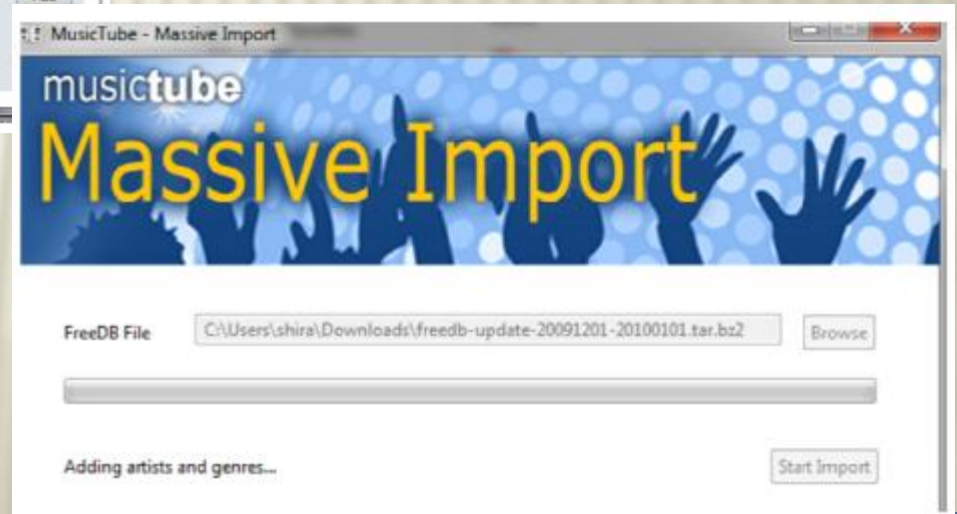 MusicTube - Massive Import
musictube
Massive Import
FreeDB File
C:\Users\shira\Downloads\freedb-update-20091201-20100101.tar.bz2
Browse
Adding artists and genres...
Start Import